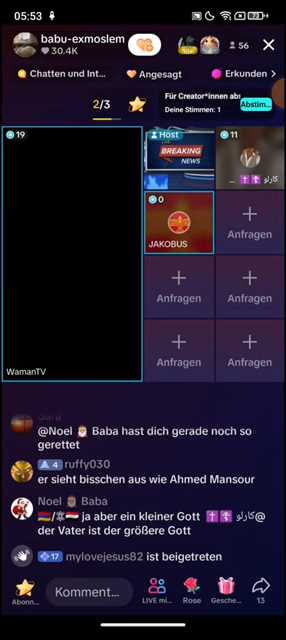 05:53
73
babu-exmoslem
30.4K
10+
56
Chatten und Int...
Angesagt
Erkunden
2/3
Für Creator*innen abs
Deine Stimmen: 1
Abstim...
19
Host
BREAKING
NEWS
11
كارلو ✝️☦️ ...
0
JAKOBUS
Anfragen
Anfragen
Anfragen
Anfragen
Anfragen
WamanTV
Sara
@Noel 🎅🏽 Baba hast dich gerade noch so
gerettet
4 ruffy030
er sieht bisschen aus wie Ahmed Mansour
Noel 🎅🏽 Baba
ja aber ein kleiner Gott ✝️☦️ كارلو@
der Vater ist der größere Gott
17 mylovejesus82 ist beigetreten
Abonn...
Komment...
LIVE mi...
Rose
Gesche...
13